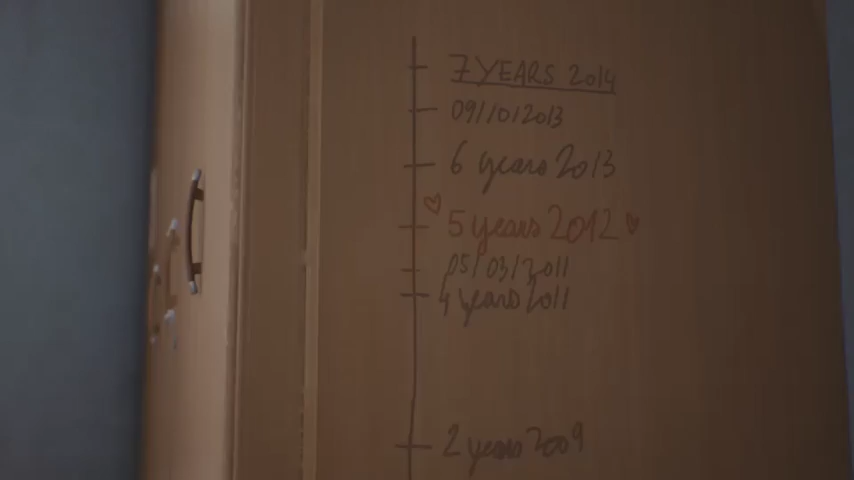 7 YEARS 2014
09/10/2013
6 years 2013
5 years 2012
05/03/2011
4 years 2011
2 years 2009